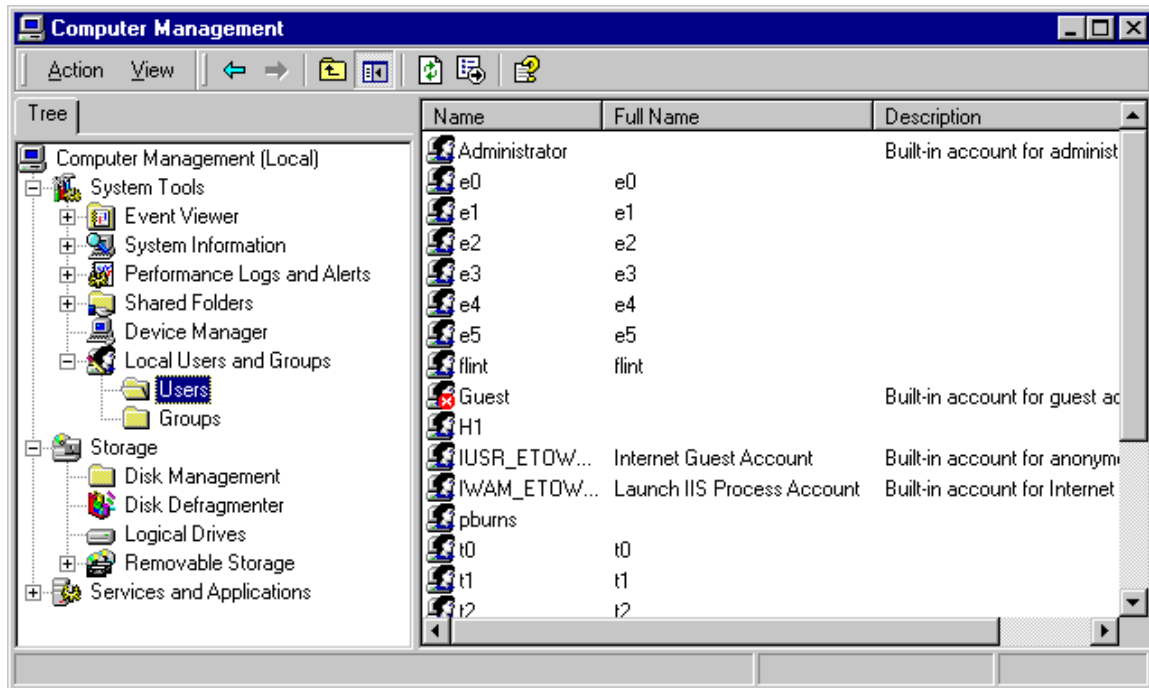 Computer Management
Action View
Tree
Computer Management (Local)
System Tools
Event Viewer
System Information
Performance Logs and Alerts
Shared Folders
Device Manager
Local Users and Groups
Users
Groups
Storage
Disk Management
Disk Defragmenter
Logical Drives
Removable Storage
Services and Applications
Name Full Name Description
Administrator Built-in account for administ
e0 e0
e1 e1
e2 e2
e3 e3
e4 e4
e5 e5
flint flint
Guest Built-in account for guest ac
H1
IUSR_ETOW... Internet Guest Account Built-in account for anonym
IWAM_ETOW... Launch IIS Process Account Built-in account for Internet
pburns
t0 t0
t1 t1
t2 t2